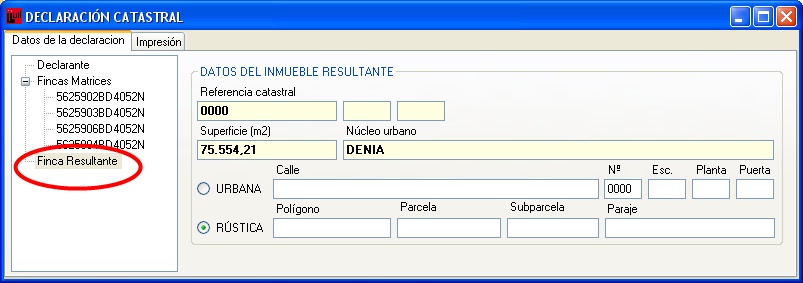 DECLARACIÓN CATASTRAL
Datos de la declaracion
Impresión
Declarante
Fincas Matrices
5625902BD4052N
5625903BD4052N
5625906BD4052N
5625904BD4052N
Finca Resultante
DATOS DEL INMUEBLE RESULTANTE
Referencia catastral
0000
Superficie (m2) Núcleo urbano
75.554,21 DENIA
Calle Nº Esc. Planta Puerta
URBANA 0000
Polígono Parcela Subparcela Paraje
RÚSTICA